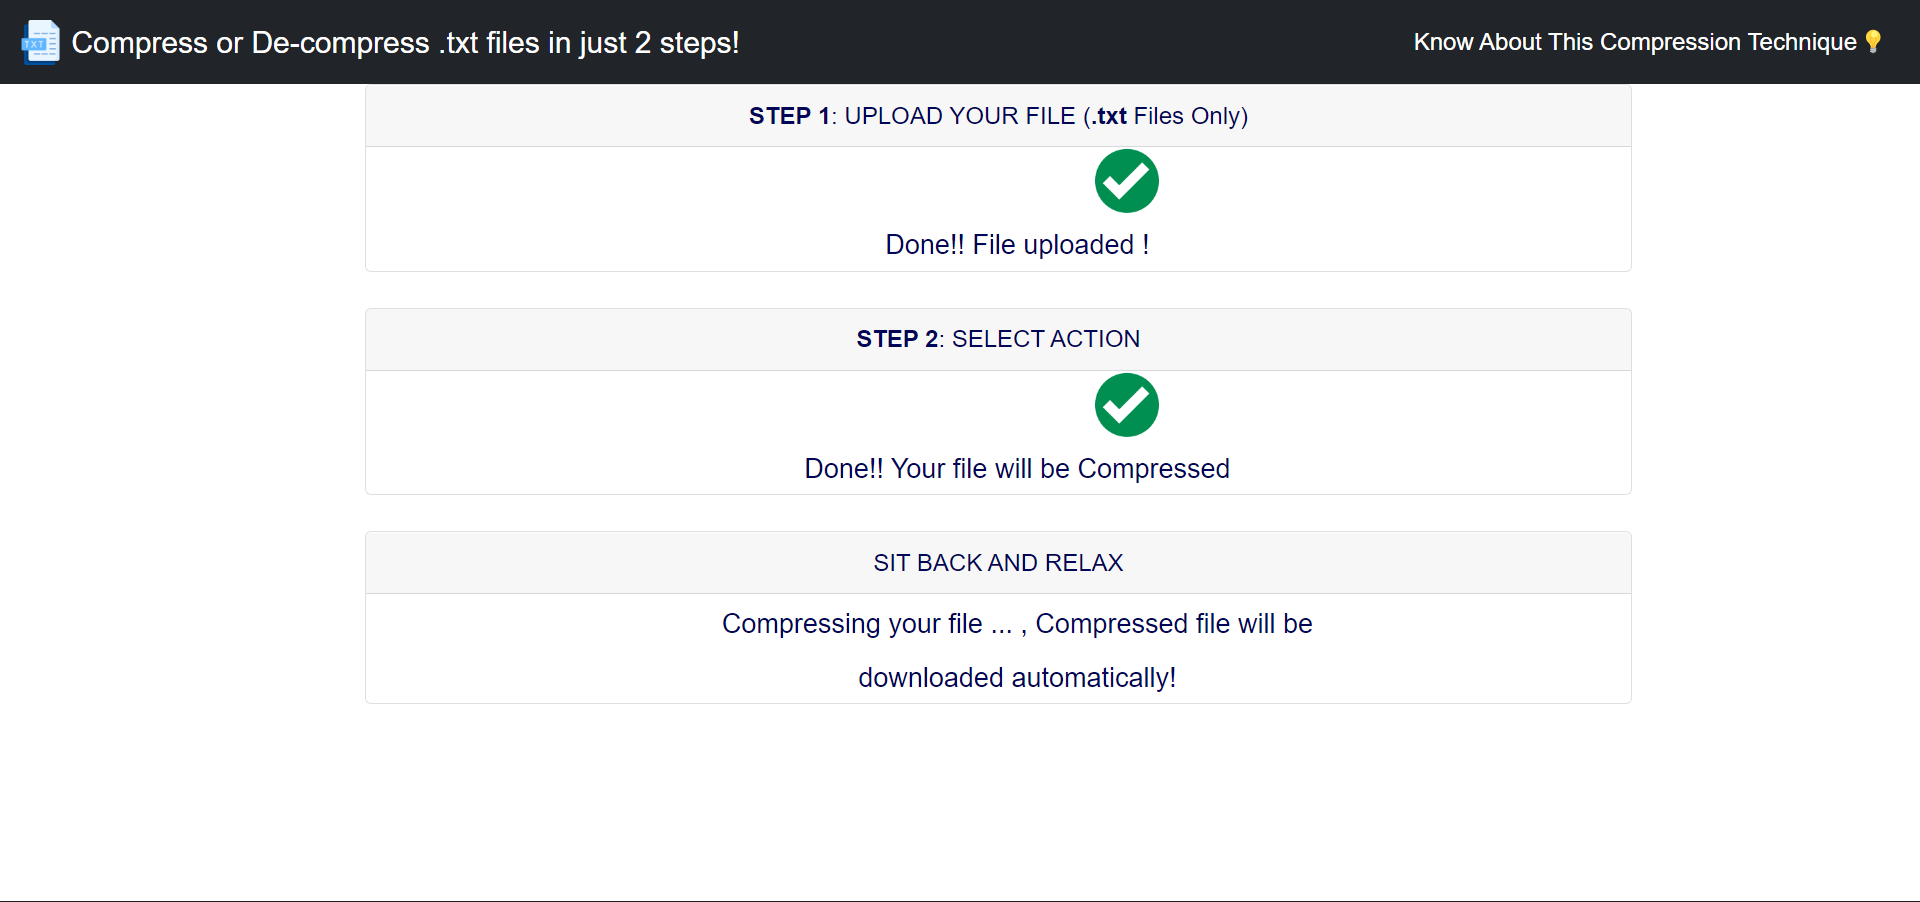 TXT
Compress or De-compress .txt files in just 2 steps!
Know About This Compression Technique
STEP 1: UPLOAD YOUR FILE (.txt Files Only)
Done!! File uploaded !
STEP 2: SELECT ACTION
Done!! Your file will be Compressed
SIT BACK AND RELAX
Compressing your file ... , Compressed file will be
downloaded automatically!